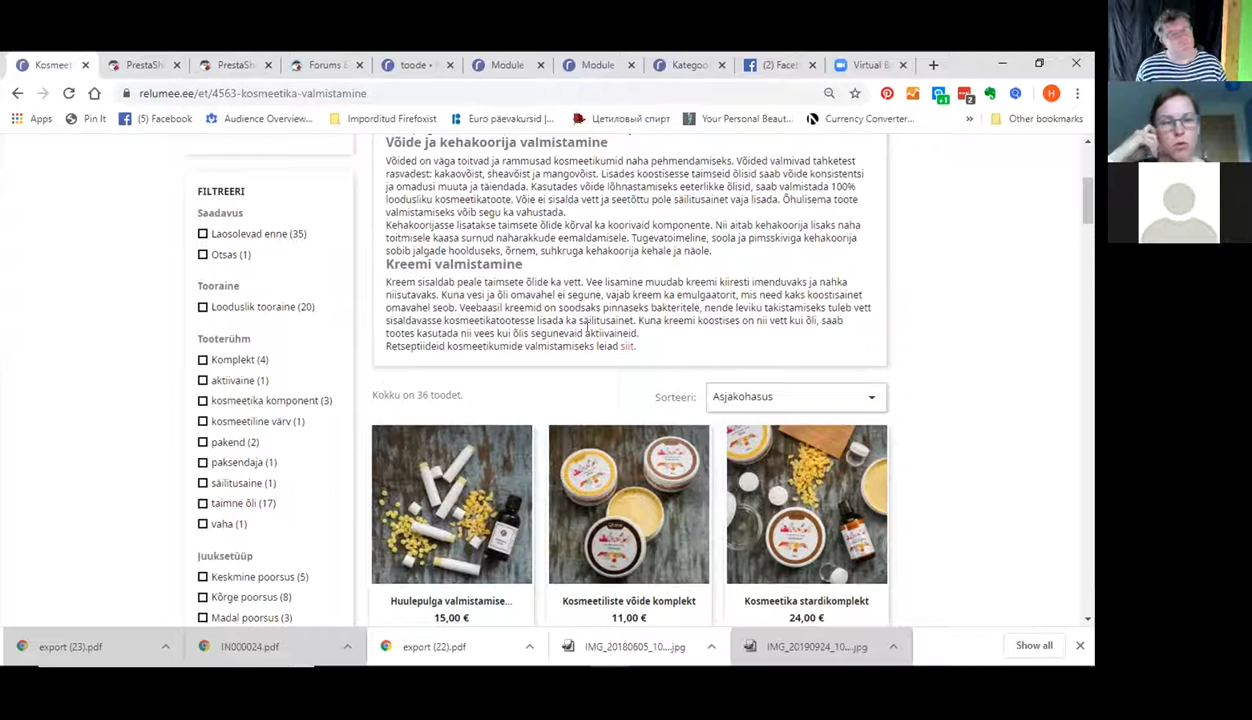 Kosmeet
PrestaSh
PrestaSh
Forums
toode •
Module
Module
Kategoo
(2) Faceb
Virtual B
relumee.ee/et/4563-kosmeetika-valmistamine
Apps
Pin It
(5) Facebook
Audience Overview...
Imporditud Firefoxist
Euro päevakursid |...
Цетиловый спирт
Your Personal Beaut...
Currency Converter...
»
Other bookmarks
Võide ja kehakoorija valmistamine
Võided on väga toitvad ja rammusad kosmeetikumid naha pehmendamiseks. Võided valmivad tahketest
rasvadest: kakaovõist, sheavõist ja mangovõist. Lisades koostisesse taimseid õlisid saab võide konsistentsi
ja omadusi muuta ja täiendada. Kasutades võide lõhnastamiseks eeterlikke õlisid, saab valmistada 100%
loodusliku kosmeetikatoote. Võie ei sisalda vett ja seetõttu pole säilitusainet vaja lisada. Õhulisema toote
valmistamiseks võib segu ka vahustada.
Kehakoorijasse lisatakse taimsete õlide kõrval ka koorivaid komponente. Nii aitab kehakoorija lisaks naha
toitmisele kaasa surnud naharakkude eemaldamisele. Tugevatoimeline, soola ja pimsskiviga kehakoorija
sobib jalgade hoolduseks, õrnem, suhkruga kehakoorija kehale ja näole.
Kreemi valmistamine
Kreem sisaldab peale taimsete õlide ka vett. Vee lisamine muudab kreemi kiiresti imenduvaks ja nahka
niisutavaks. Kuna vesi ja õli omavahel ei segune, vajab kreem ka emulgaatorit, mis need kaks koostisainet
omavahel seob. Veebaasil kreemid on soodsaks pinnaseks bakteritele, nende leviku takistamiseks tuleb vett
sisaldavasse kosmeetikatootesse lisada ka säilitusainet. Kuna kreemi koostises on nii vett kui õli, saab
tootes kasutada nii vees kui õlis segunevaid aktiivaineid.
Retseptiideid kosmeetikumide valmistamiseks leiad siit.
FILTREERI
Saadavus
Laosolevad enne (35)
Otsas (1)
Tooraine
Looduslik tooraine (20)
Tooterühm
Komplekt (4)
aktiivaine (1)
kosmeetika komponent (3)
kosmeetiline värv (1)
pakend (2)
paksendaja (1)
säilitusaine (1)
taimne õli (17)
vaha (1)
Juuksetüüp
Keskmine poorsus (5)
Kõrge poorsus (8)
Madal poorsus (3)
Kokku on 36 toodet.
Sorteeri:
Asjakohasus
Huulepulga valmistamise...
15,00 €
Kosmeetiliste võide komplekt
11,00 €
Kosmeetika stardikomplekt
24,00 €
export (23).pdf
IN000024.pdf
export (22).pdf
IMG_20180605_10....jpg
IMG_20190924_10....jpg
Show all